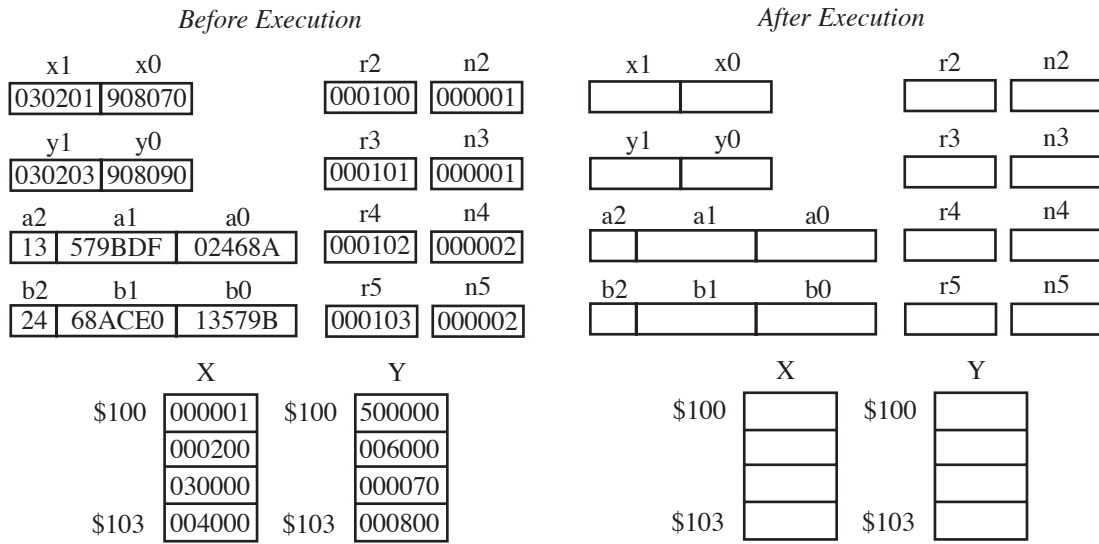 Before Execution
x1 x0 r2 n2
030201 908070 000100 000001
y1 y0 r3 n3
030203 908090 000101 000001
a2 a1 a0 r4 n4
13 579BDF 02468A 000102 000002
b2 b1 b0 r5 n5
24 68ACE0 13579B 000103 000002
X Y
$100 000001 $100 500000
000200 006000
030000 000070
$103 004000 $103 000800
After Execution
x1 x0 r2 n2
y1 y0 r3 n3
a2 a1 a0 r4 n4
b2 b1 b0 r5 n5
X Y
$100 $100
$103 $103